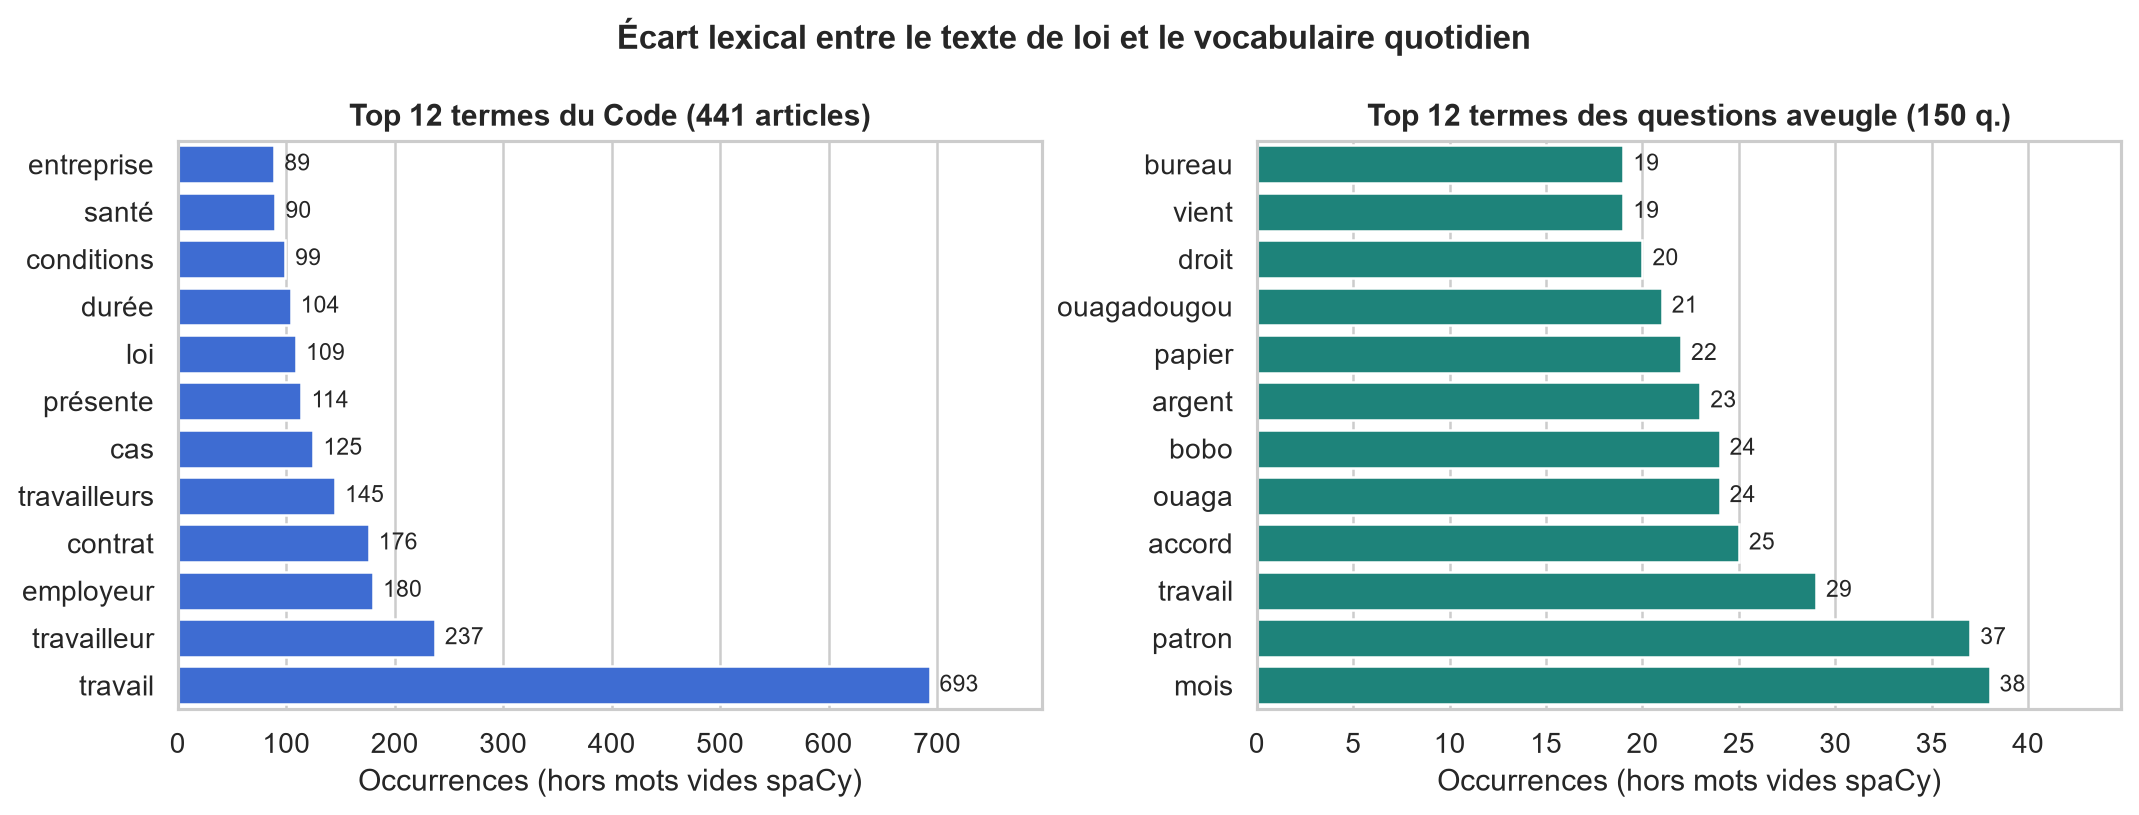 Écart lexical entre le texte de loi et le vocabulaire quotidien
Top 12 termes du Code (441 articles)
entreprise 89
santé 90
conditions 99
durée 104
loi 109
présente 114
cas 125
travailleurs 145
contrat 176
employeur 180
travailleur 237
travail 693
0 100 200 300 400 500 600 700
Occurrences (hors mots vides spaCy)
Top 12 termes des questions aveugle (150 q.)
bureau 19
vient 19
droit 20
ouagadougou 21
papier 22
argent 23
bobo 24
ouaga 24
accord 25
travail 29
patron 37
mois 38
0 5 10 15 20 25 30 35 40
Occurrences (hors mots vides spaCy)